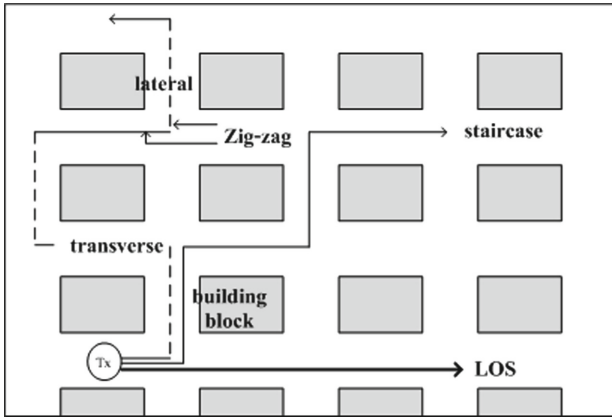 lateral
Zig-zag
staircase
transverse
building
block
Tx
LOS